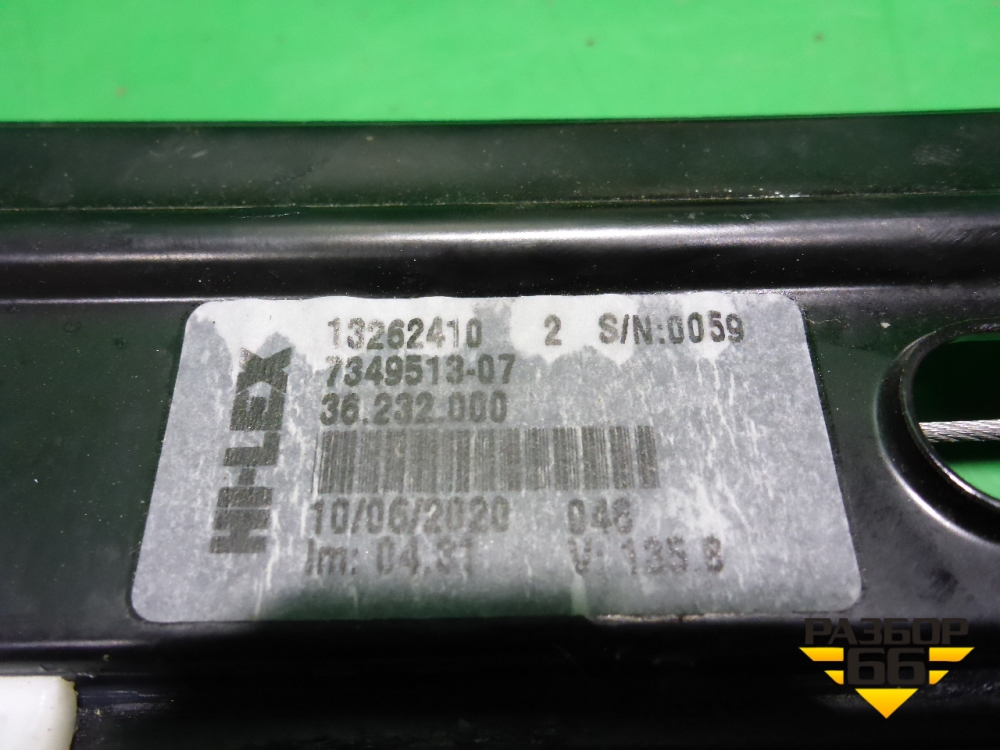 13262410 2 S/N:0059
7349513-07
36.232.000
HI-LEX
10/06/2020 046
Im: 04.31 V: 135.8
РАЗБОР
66